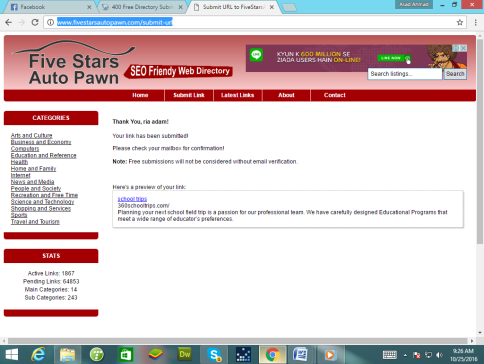 Facebook
400 Free Directory Subm
Submit URL to FiveStars
Asad Ahmad
www.fivestarsautopawn.com/submit-url
Five Stars
Auto Pawn
SEO Friendly Web Directory
KYUN K 600 MILLION SE
ZIADA USERS HAIN ON-LINE!
LINE
LIKE NOW
Search listings...
Search
Home
Submit Link
Latest Links
About
Contact
CATEGORIES
Arts and Culture
Business and Economy
Computers
Education and Reference
Health
Home and Family
Internet
News and Media
People and Society
Recreation and Free Time
Science and Technology
Shopping and Services
Sports
Travel and Tourism
STATS
Active Links: 1867
Pending Links: 64853
Main Categories: 14
Sub Categories: 243
Thank You, ria adam!
Your link has been submitted!
Please check your mailbox for confirmation!
Note: Free submissions will not be considered without email verification.
Here's a preview of your link:
school trips
360schooltrips.com/
Planning your next school field trip is a passion for our professional team. We have carefully designed Educational Programs that
meet a wide range of educator's preferences.
Dw
9:26 AM
10/25/2016